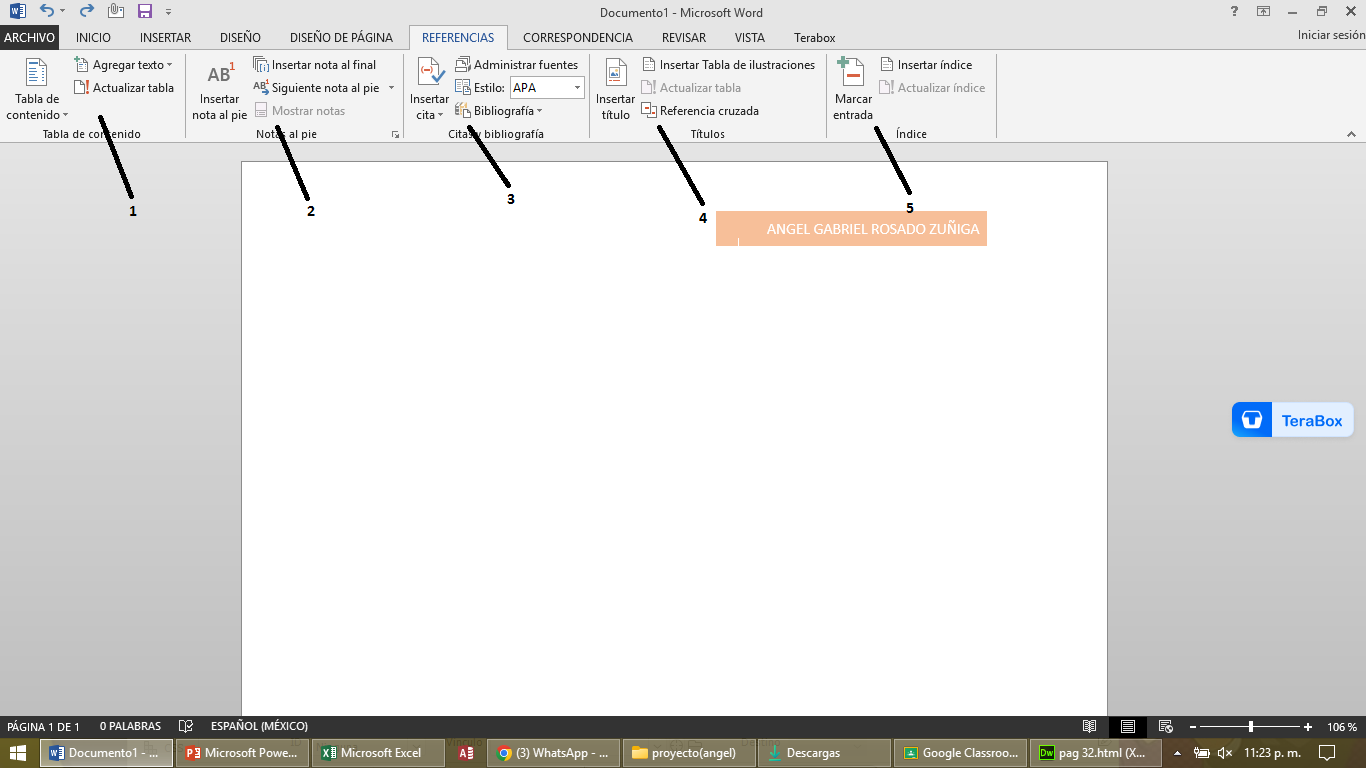 Documento1 - Microsoft Word
ARCHIVO INICIO INSERTAR DISEÑO DISEÑO DE PÁGINA REFERENCIAS CORRESPONDENCIA REVISAR VISTA Terabox Iniciar sesión
Tabla de contenido
Agregar texto
Actualizar tabla
Tabla de contenido
AB1
Insertar nota al pie
Insertar nota al final
Siguiente nota al pie
Mostrar notas
Notas al pie
Insertar cita
Administrar fuentes
Estilo: APA
Bibliografía
Citas y bibliografía
Insertar título
Insertar Tabla de ilustraciones
Actualizar tabla
Referencia cruzada
Títulos
Marcar entrada
Insertar índice
Actualizar índice
Índice
1
2
3
4
5
ANGEL GABRIEL ROSADO ZUÑIGA
TeraBox
PÁGINA 1 DE 1 0 PALABRAS ESPAÑOL (MÉXICO) 106 %
Documento1 - ... Microsoft Powe... Microsoft Excel (3) WhatsApp - ... proyecto(angel) Descargas Google Classroo... Dw pag 32.html (X... 11:23 p. m.